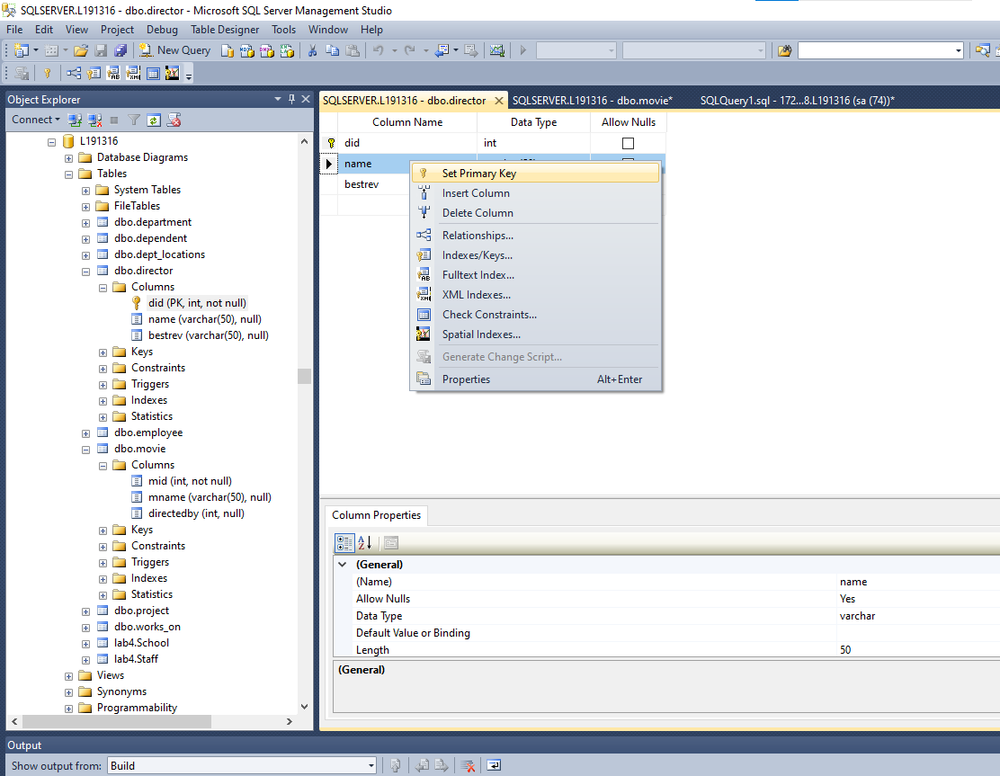 SQLSERVER.L191316 - dbo.director - Microsoft SQL Server Management Studio
File Edit View Project Debug Table Designer Tools Window Help
New Query
Object Explorer
Connect
L191316
Database Diagrams
Tables
System Tables
FileTables
dbo.department
dbo.dependent
dbo.dept_locations
dbo.director
Columns
did (PK, int, not null)
name (varchar(50), null)
bestrev (varchar(50), null)
Keys
Constraints
Triggers
Indexes
Statistics
dbo.employee
dbo.movie
Columns
mid (int, not null)
mname (varchar(50), null)
directedby (int, null)
Keys
Constraints
Triggers
Indexes
Statistics
dbo.project
dbo.works_on
lab4.School
lab4.Staff
Views
Synonyms
Programmability
SQLSERVER.L191316 - dbo.director SQLSERVER.L191316 - dbo.movie* SQLQuery1.sql - 172...8.L191316 (sa (74))*
Column Name Data Type Allow Nulls
did int
name
bestrev
Set Primary Key
Insert Column
Delete Column
Relationships...
Indexes/Keys...
Fulltext Index...
XML Indexes...
Check Constraints...
Spatial Indexes...
Generate Change Script...
Properties Alt+Enter
Column Properties
(General)
(Name) name
Allow Nulls Yes
Data Type varchar
Default Value or Binding
Length 50
(General)
Output
Show output from: Build